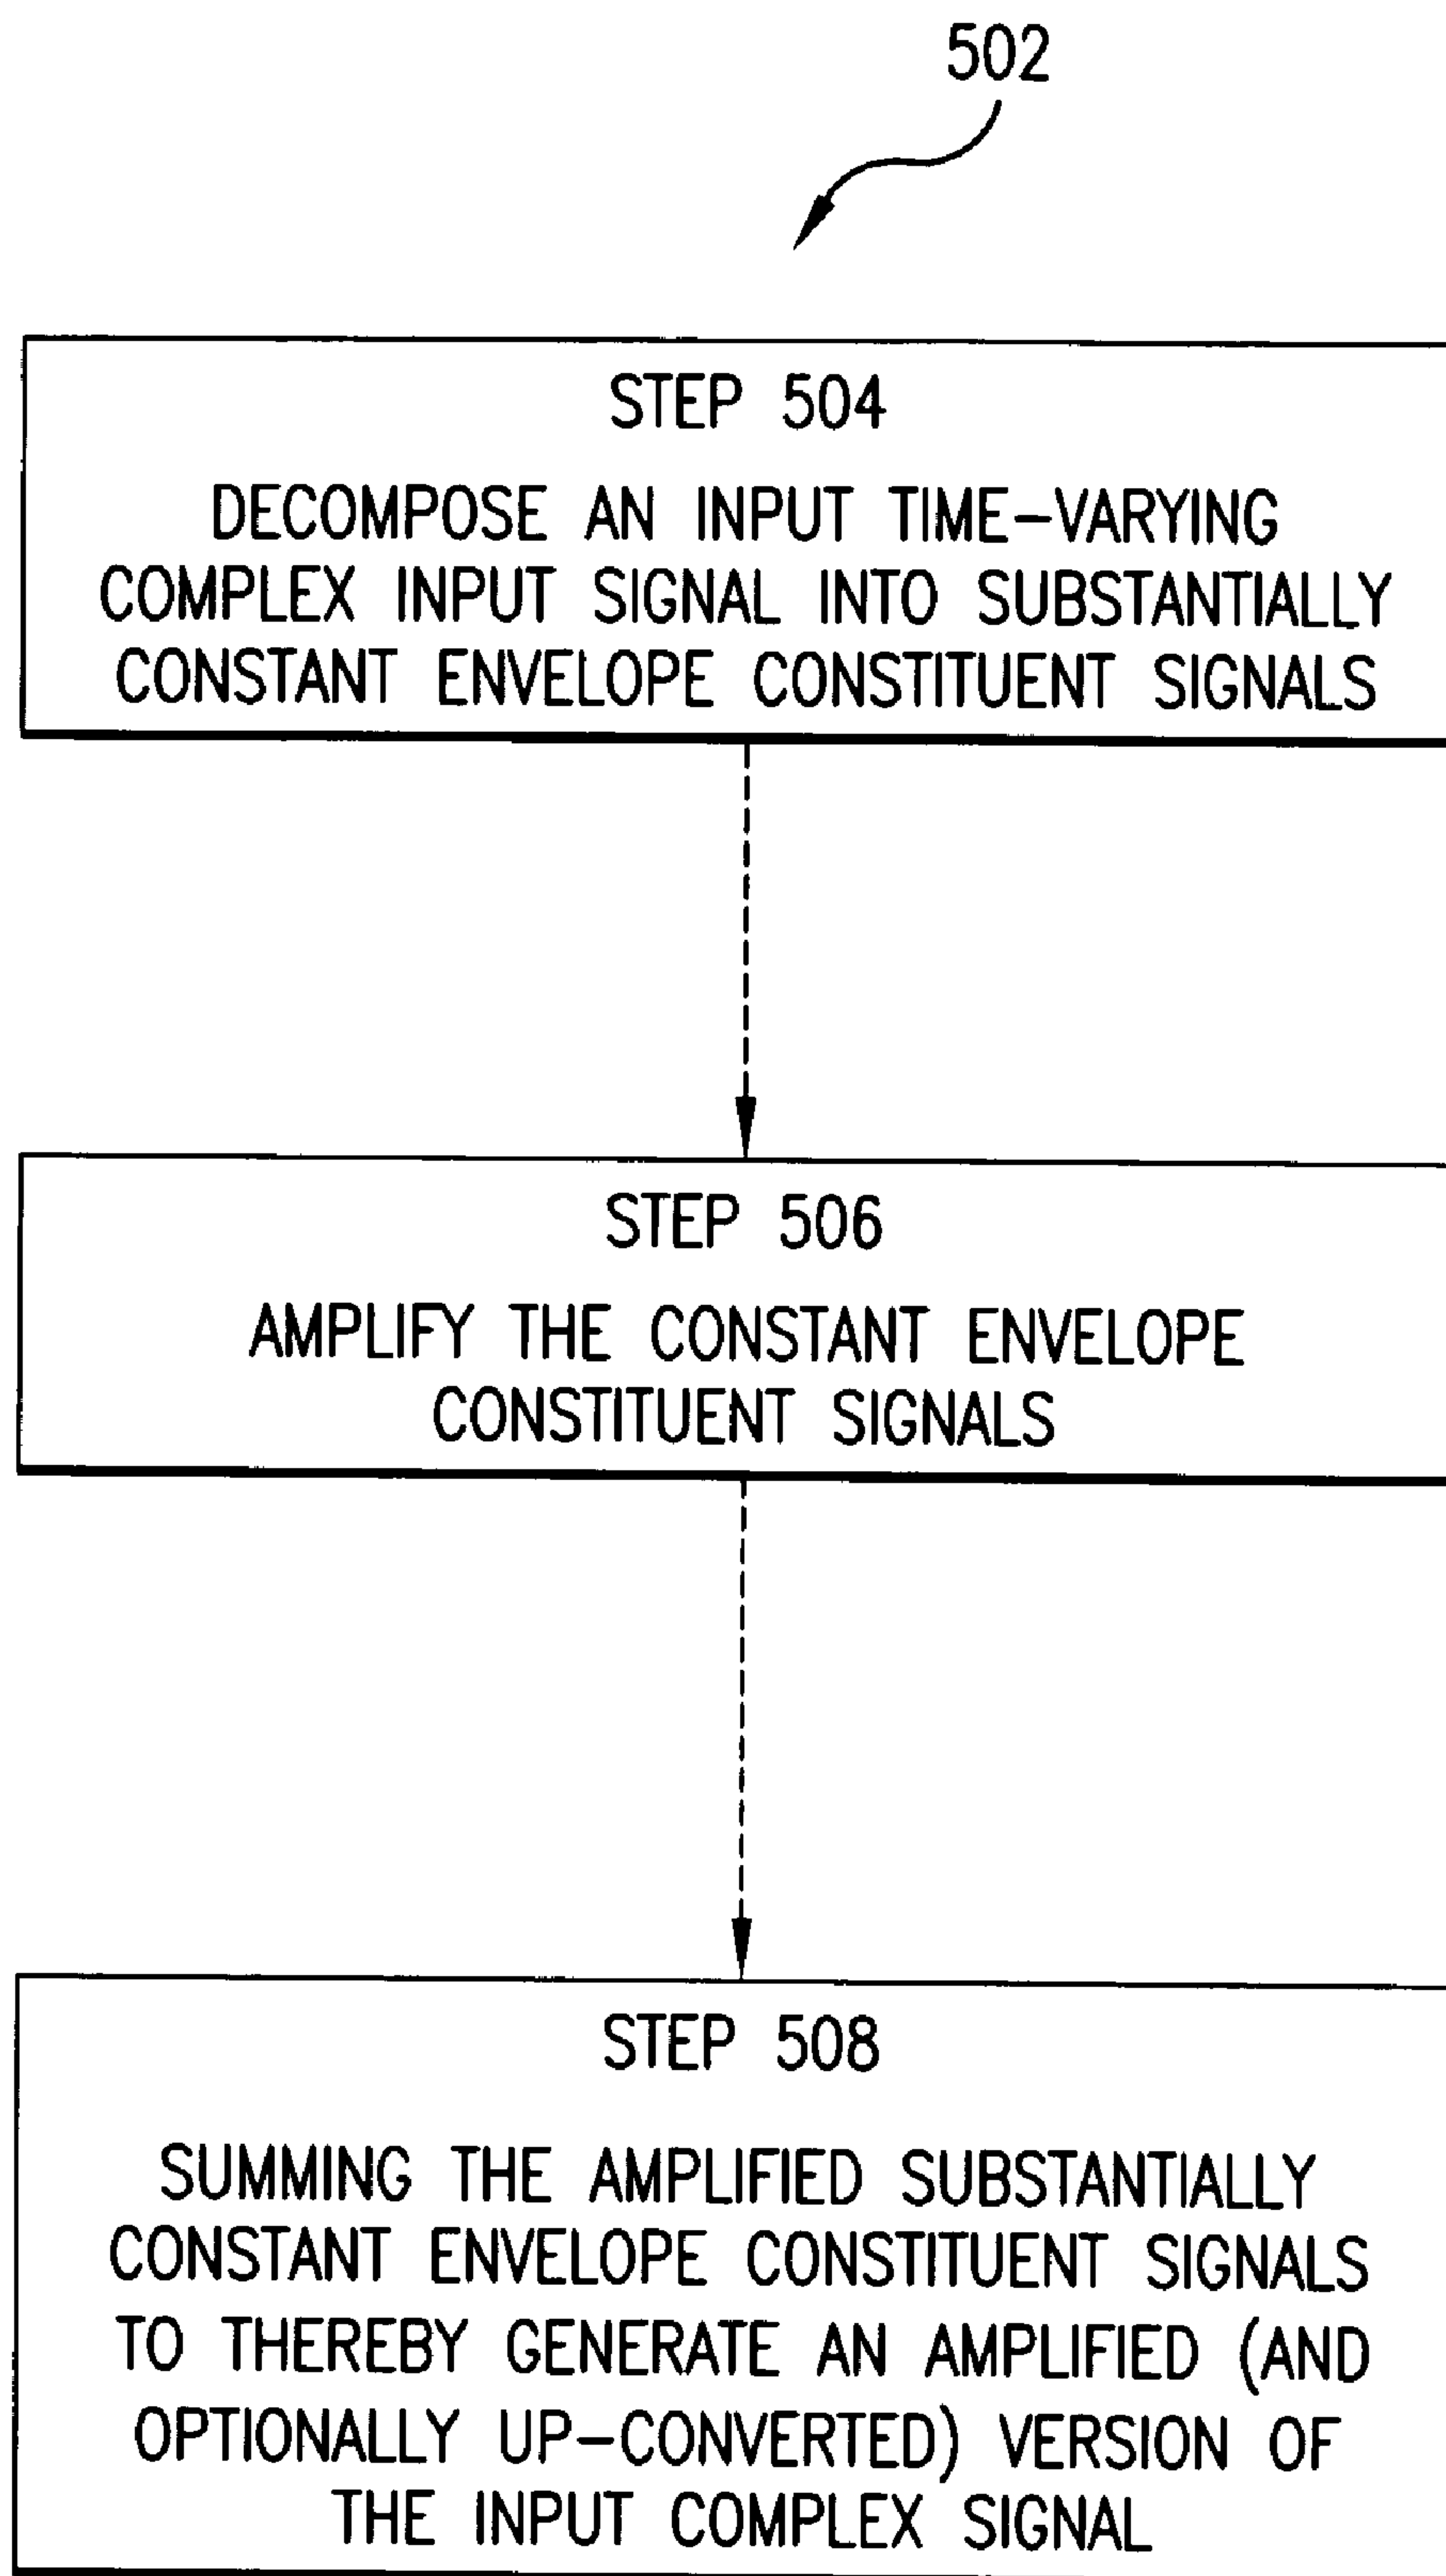 502
STEP 504
DECOMPOSE AN INPUT TIME-VARYING
COMPLEX INPUT SIGNAL INTO SUBSTANTIALLY
CONSTANT ENVELOPE CONSTITUENT SIGNALS
STEP 506
AMPLIFY THE CONSTANT ENVELOPE
CONSTITUENT SIGNALS
STEP 508
SUMMING THE AMPLIFIED SUBSTANTIALLY
CONSTANT ENVELOPE CONSTITUENT SIGNALS
TO THEREBY GENERATE AN AMPLIFIED (AND
OPTIONALLY UP-CONVERTED) VERSION OF
THE INPUT COMPLEX SIGNAL